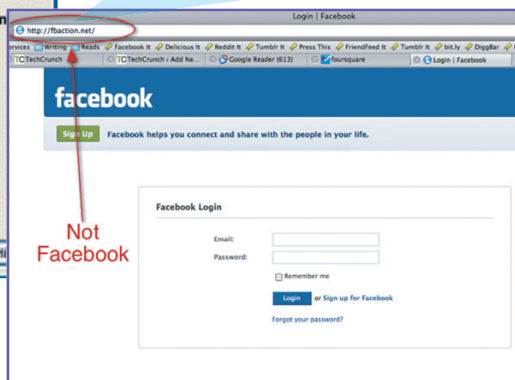 Login | Facebook
http://fbaction.net/
ervices Writing Reads Facebook It Delicious It Reddit It Tumblr It Press This FriendFeed It Tumblr It bit.ly DiggBar
TechCrunch TechCrunch › Add Ne... Google Reader (613) foursquare Login | Facebook
facebook
Sign Up Facebook helps you connect and share with the people in your life.
Facebook Login
Not
Facebook
Email:
Password:
Remember me
Login or Sign up for Facebook
Forgot your password?